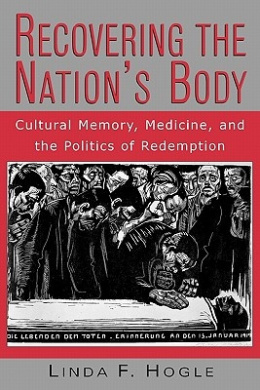 RECOVERING THE
NATION'S BODY
Cultural Memory, Medicine, and
the Politics of Redemption
DIE LEBENDEN DEM TOTEN. ERINNERUNG AN DEN 15. JANUAR 1919
LINDA F. HOGLE